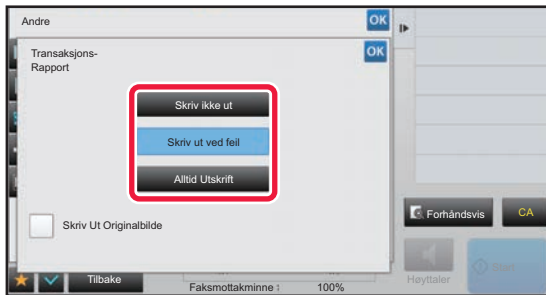 Andre
OK
Transaksjons-
Rapport
OK
Skriv ikke ut
Skriv ut ved feil
Alltid Utskrift
Skriv Ut Originalbilde
Forhåndsvis
CA
Tilbake
Faksmottakminne :
100%
Høyttaler
Start